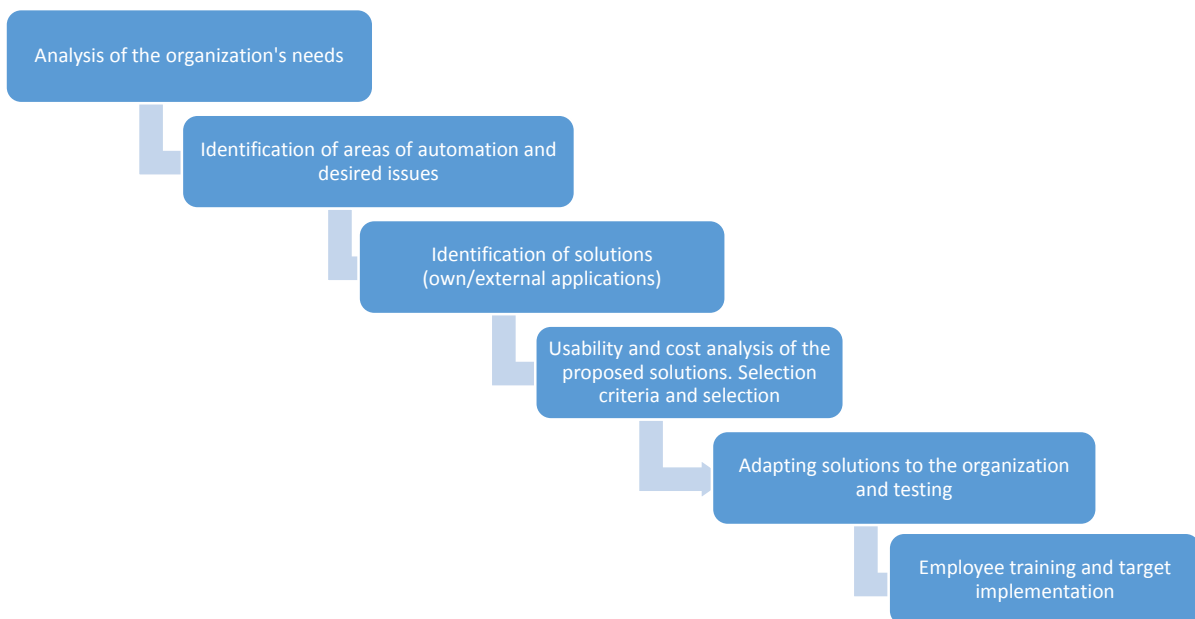 Analysis of the organization's needs
Identification of areas of automation and
desired issues
Identification of solutions
(own/external applications)
Usability and cost analysis of the
proposed solutions. Selection
criteria and selection
Adapting solutions to the organization
and testing
Employee training and target
implementation